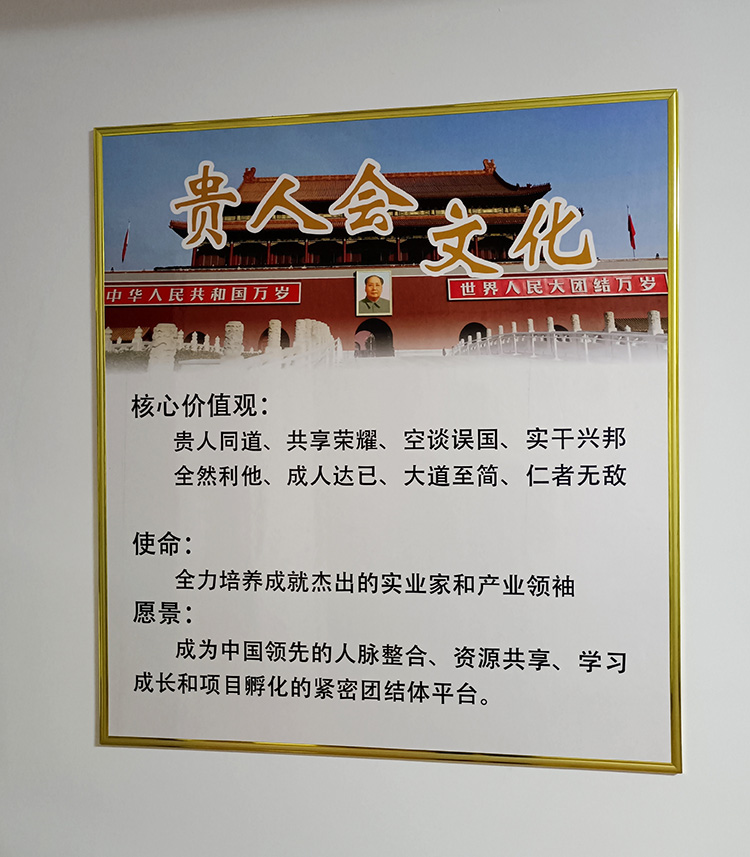 贵人会文化
中华人民共和国万岁
世界人民大团结万岁
核心价值观：
贵人同道、共享荣耀、空谈误国、实干兴邦
全然利他、成人达已、大道至简、仁者无敌
使命：
全力培养成就杰出的实业家和产业领袖
愿景：
成为中国领先的人脉整合、资源共享、学习
成长和项目孵化的紧密团结体平台。